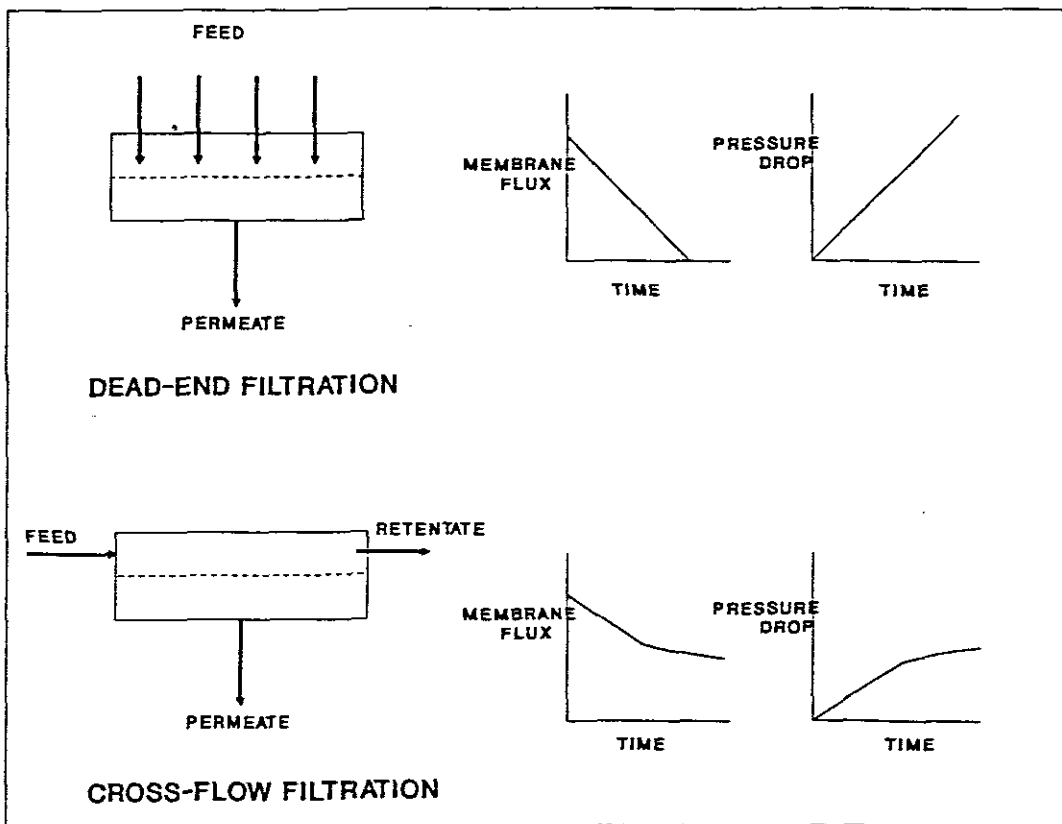 FEED
MEMBRANE
FLUX
TIME
PRESSURE
DROP
TIME
PERMEATE
DEAD-END FILTRATION
FEED
RETENTATE
PERMEATE
MEMBRANE
FLUX
TIME
PRESSURE
DROP
TIME
CROSS-FLOW FILTRATION